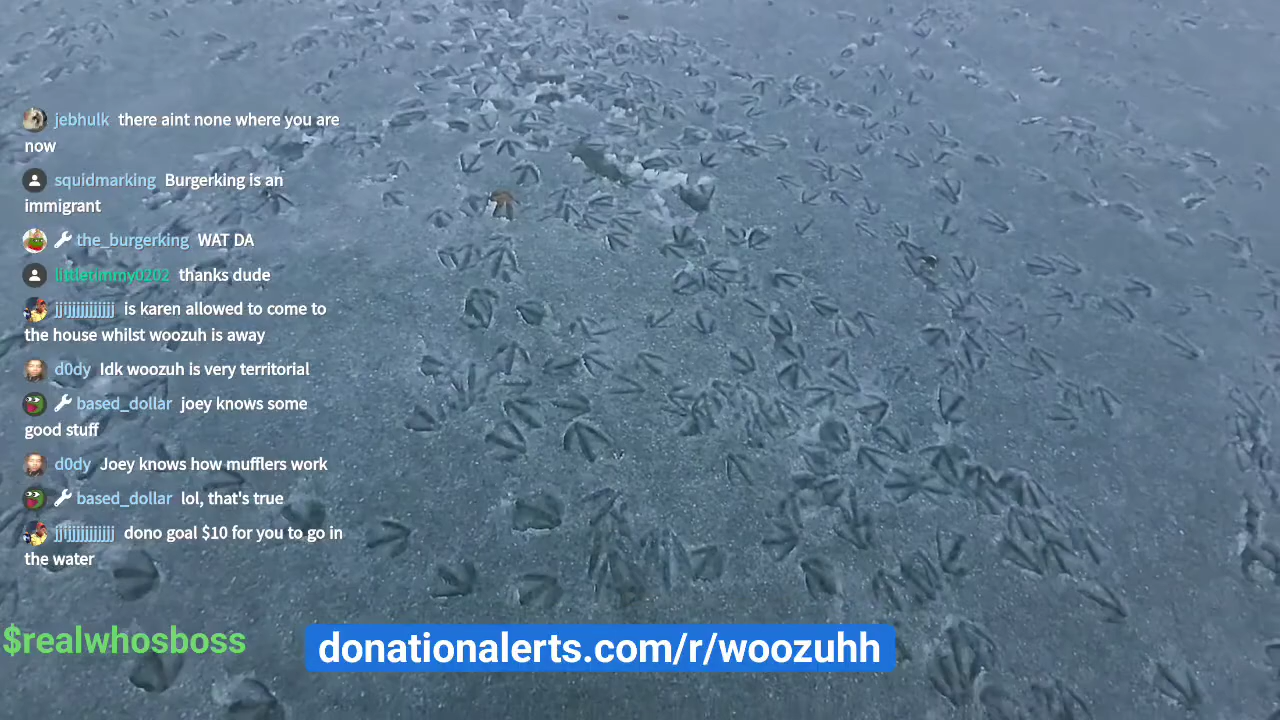 jebhulk there aint none where you are
now
squidmarking Burgerking is an
immigrant
the_burgerking WAT DA
littletimmy0202 thanks dude
jjijjjjjjjjjjj is karen allowed to come to
the house whilst woozuh is away
d0dy Idk woozuh is very territorial
based_dollar joey knows some
good stuff
d0dy Joey knows how mufflers work
based_dollar lol, that's true
jjijjjjjjjjjjj dono goal $10 for you to go in
the water
$realwhosboss
donationalerts.com/r/woozuhh